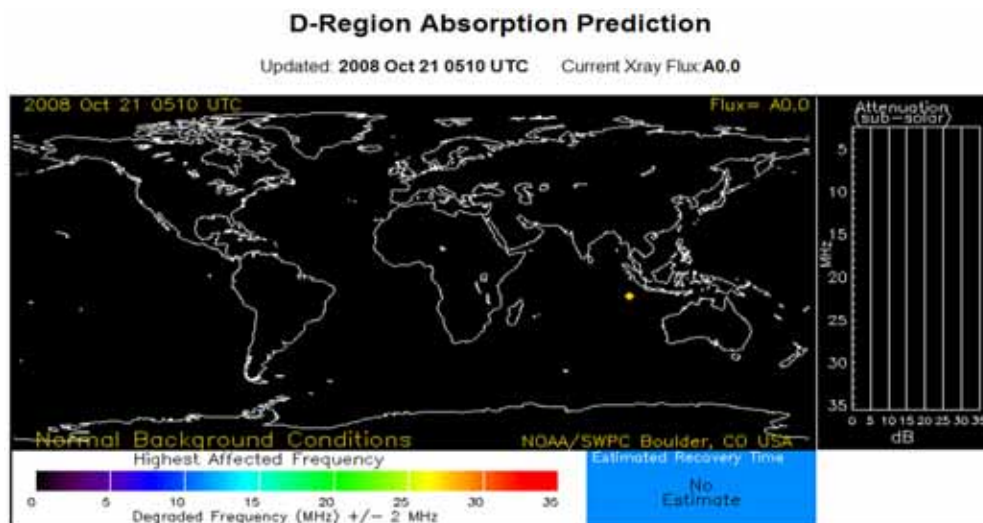 D-Region Absorption Prediction
Updated: 2008 Oct 21 0510 UTC Current Xray Flux:A0.0
2008 Oct 21 0510 UTC Flux= A0.0
Attenuation
(sub-solar)
5
10
15
20
25
30
35
MHz
0 5 10 15 20 25 30 35
dB
Normal Background Conditions NOAA/SWPC Boulder, CO USA
Highest Affected Frequency
0 5 10 15 20 25 30 35
Degraded Frequency (MHz) +/- 2 MHz
Estimated Recovery Time
No
Estimate